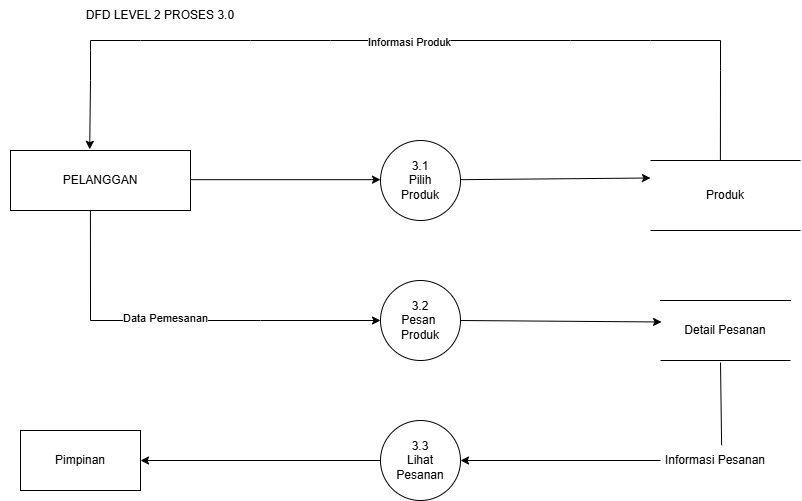 DFD LEVEL 2 PROSES 3.0
Informasi Produk
PELANGGAN
3.1
Pilih
Produk
Produk
Data Pemesanan
3.2
Pesan
Produk
Detail Pesanan
Pimpinan
3.3
Lihat
Pesanan
Informasi Pesanan